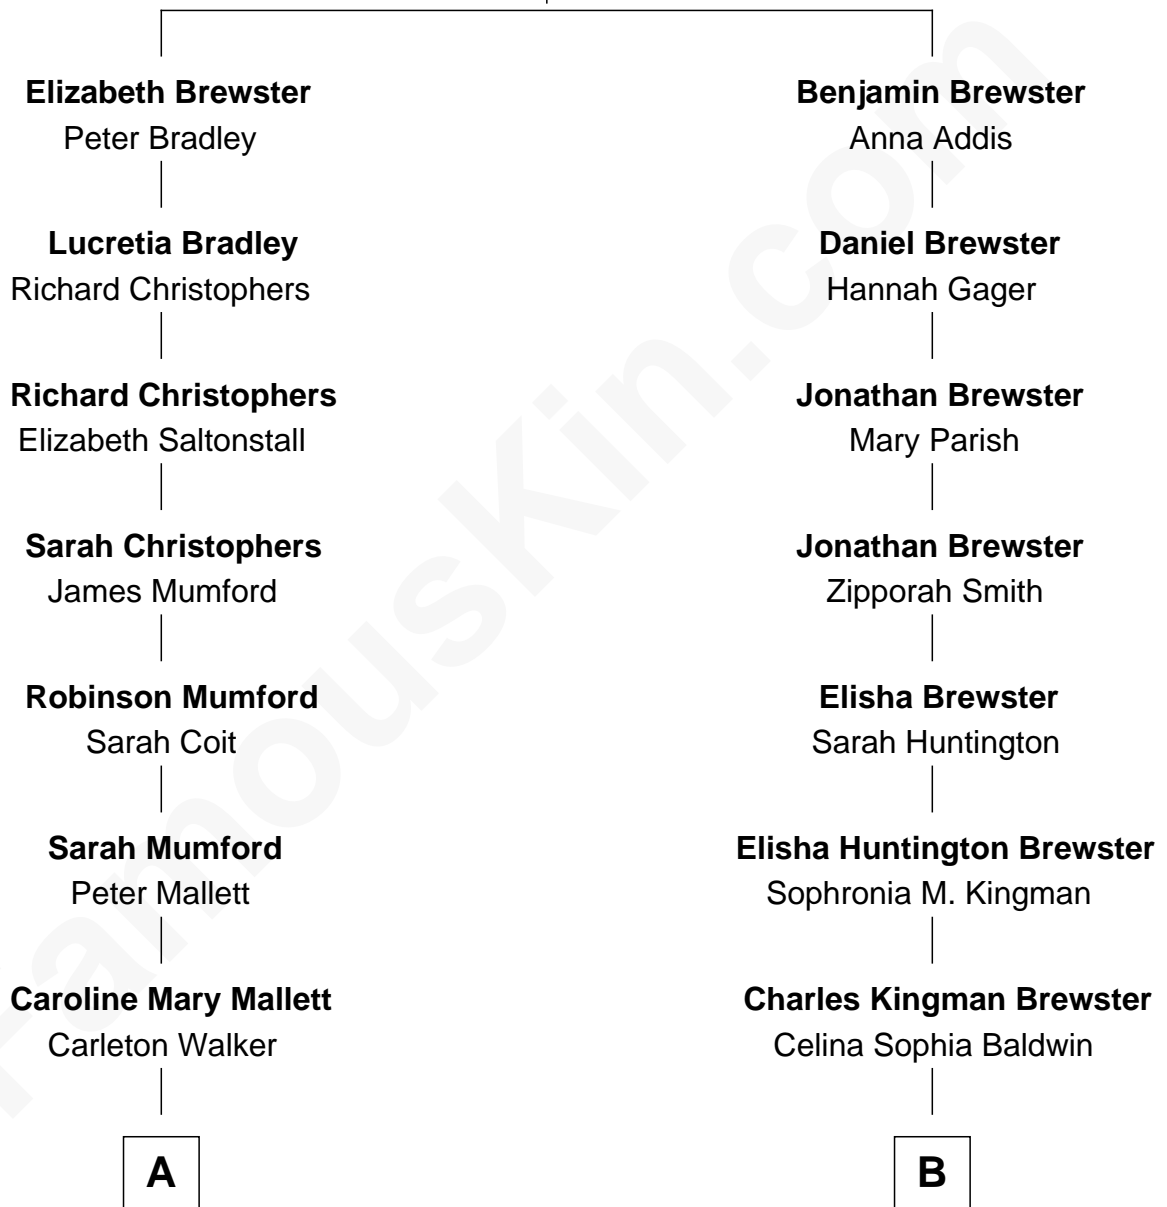 Elizabeth Brewster
Peter Bradley
Lucretia Bradley
Richard Christophers
Richard Christophers
Elizabeth Saltonstall
Sarah Christophers
James Mumford
Robinson Mumford
Sarah Coit
Sarah Mumford
Peter Mallett
Caroline Mary Mallett
Carleton Walker
A
Benjamin Brewster
Anna Addis
Daniel Brewster
Hannah Gager
Jonathan Brewster
Mary Parish
Jonathan Brewster
Zipporah Smith
Elisha Brewster
Sarah Huntington
Elisha Huntington Brewster
Sophronia M. Kingman
Charles Kingman Brewster
Celina Sophia Baldwin
B
FamousKin.com